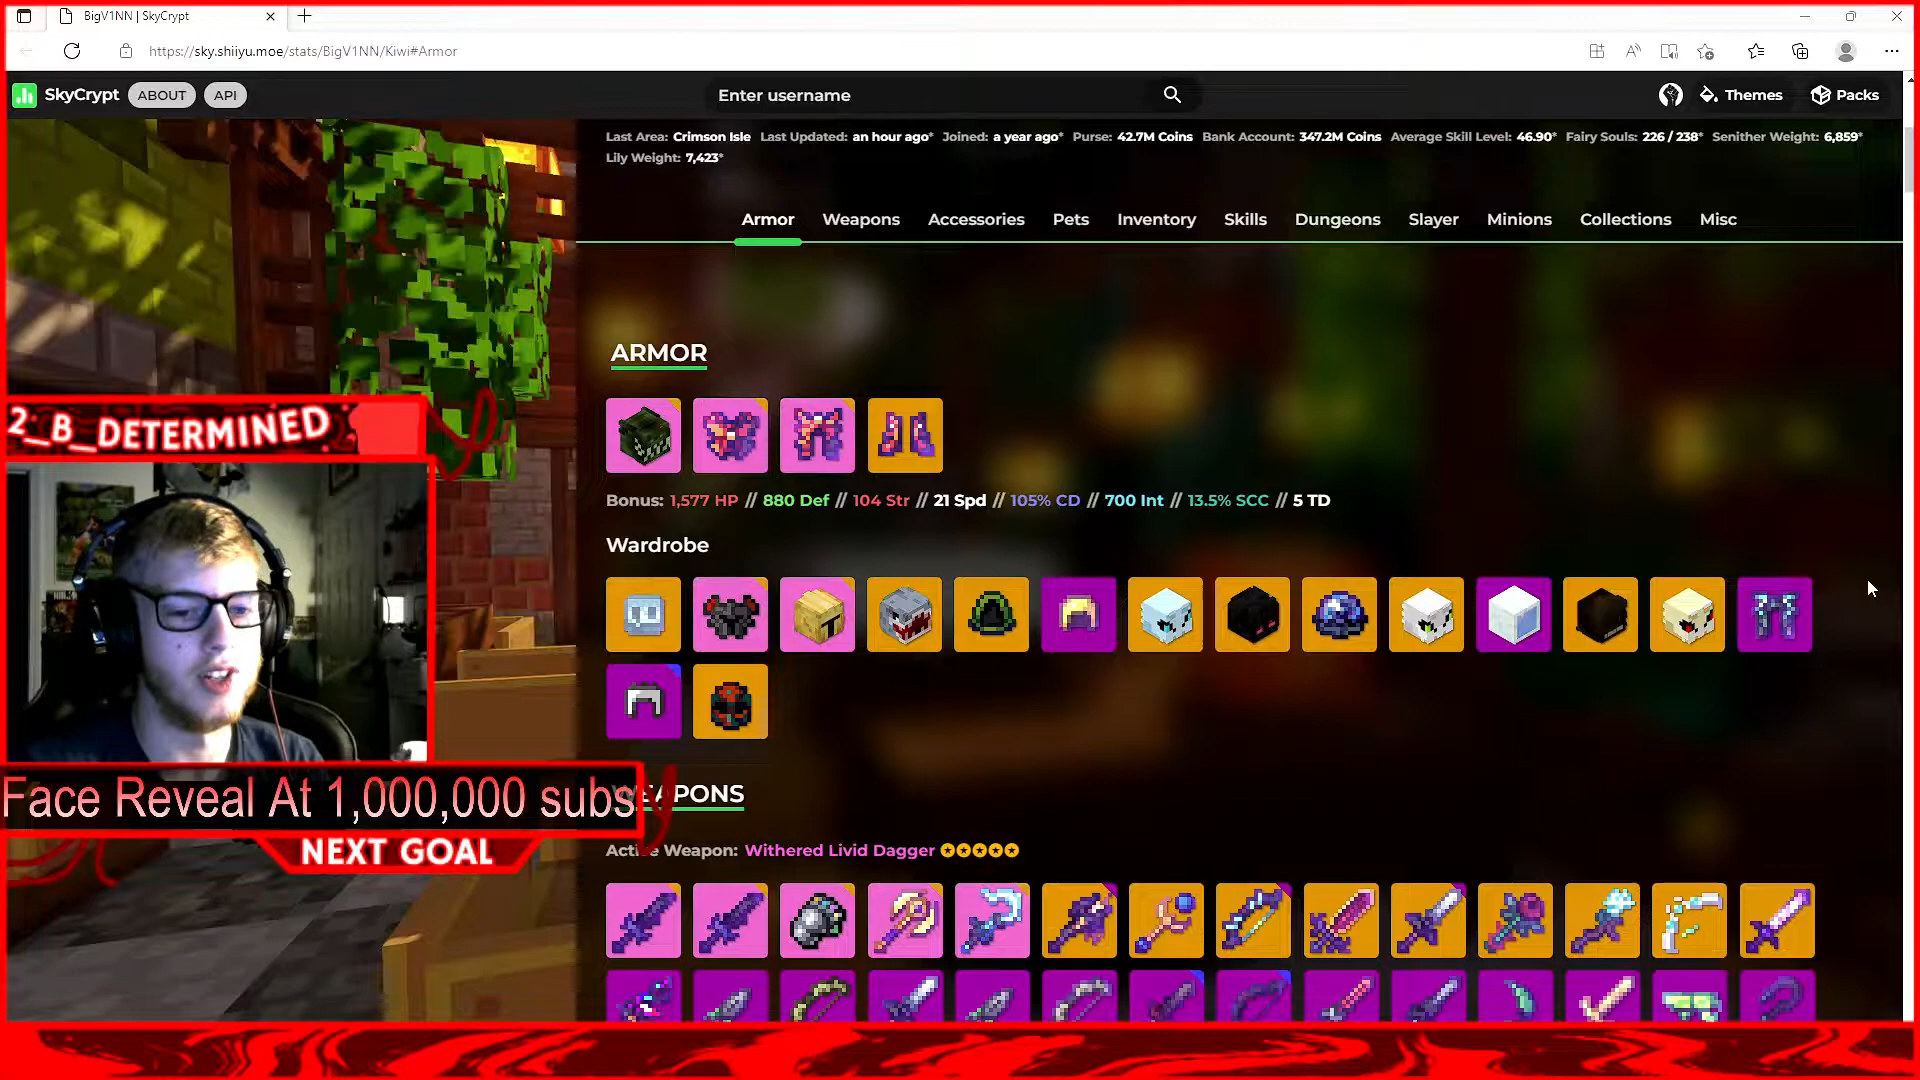 BigV1NN | SkyCrypt
https://sky.shiiyu.moe/stats/BigV1NN/Kiwi#Armor
SkyCrypt ABOUT API Enter username Themes Packs
Last Area: Crimson Isle Last Updated: an hour ago* Joined: a year ago* Purse: 42.7M Coins Bank Account: 347.2M Coins Average Skill Level: 46.90* Fairy Souls: 226 / 238* Senither Weight: 6,859*
Lily Weight: 7,423*
Armor Weapons Accessories Pets Inventory Skills Dungeons Slayer Minions Collections Misc
ARMOR
Bonus: 1,577 HP // 880 Def // 104 Str // 21 Spd // 105% CD // 700 Int // 13.5% SCC // 5 TD
Wardrobe
2_B_DETERMINED
Face Reveal At 1,000,000 subs
NEXT GOAL
WEAPONS
Active Weapon: Withered Livid Dagger ✪✪✪✪✪